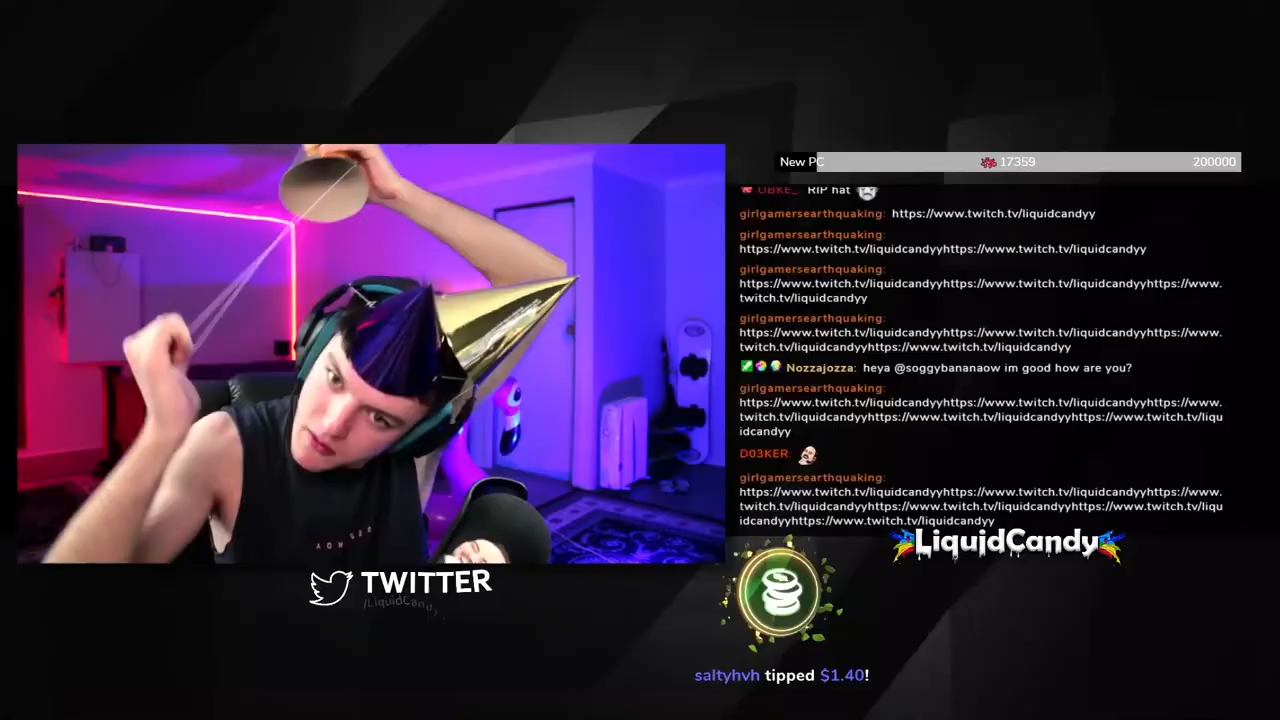 New PC 17359 200000
UBKE_ RIP hat
girlgamersearthquaking: https://www.twitch.tv/liquidcandyy
girlgamersearthquaking:
https://www.twitch.tv/liquidcandyyhttps://www.twitch.tv/liquidcandyy
girlgamersearthquaking:
https://www.twitch.tv/liquidcandyyhttps://www.twitch.tv/liquidcandyyhttps://www.
twitch.tv/liquidcandyy
girlgamersearthquaking:
https://www.twitch.tv/liquidcandyyhttps://www.twitch.tv/liquidcandyyhttps://www.
twitch.tv/liquidcandyyhttps://www.twitch.tv/liquidcandyy
Nozzajozza: heya @soggybananaow im good how are you?
girlgamersearthquaking:
https://www.twitch.tv/liquidcandyyhttps://www.twitch.tv/liquidcandyyhttps://www.
twitch.tv/liquidcandyyhttps://www.twitch.tv/liquidcandyyhttps://www.twitch.tv/liqu
idcandyy
D03KER:
girlgamersearthquaking:
https://www.twitch.tv/liquidcandyyhttps://www.twitch.tv/liquidcandyyhttps://www.
twitch.tv/liquidcandyyhttps://www.twitch.tv/liquidcandyyhttps://www.twitch.tv/liqu
idcandyyhttps://www.twitch.tv/liquidcandyy
LiquidCandy
TWITTER
/LiquidCandy
saltyhvh tipped $1.40!